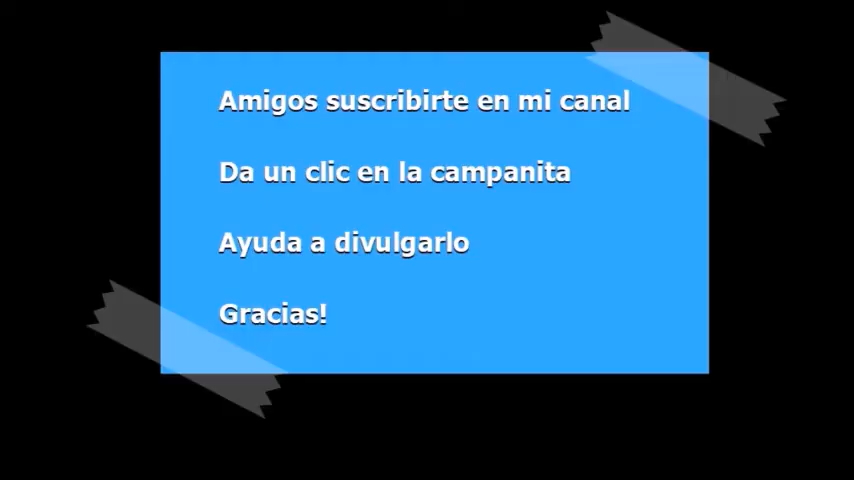 Amigos suscribirte en mi canal
Da un clic en la campanita
Ayuda a divulgarlo
Gracias!